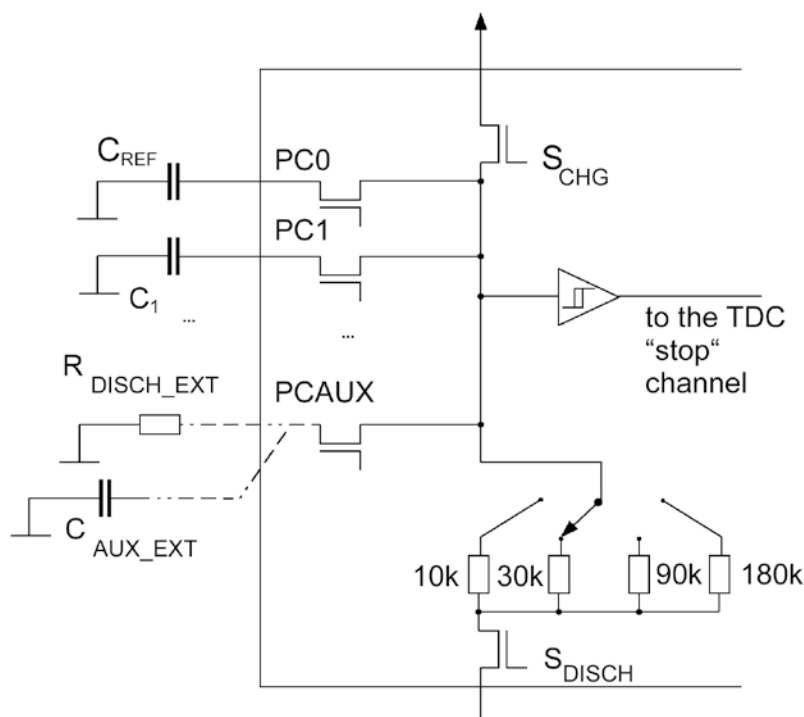 CREF
PC0
SCHG
PC1
C1
...
...
to the TDC
“stop“
channel
RDISCH_EXT
PCAUX
CAUX_EXT
10k
30k
90k
180k
SDISCH